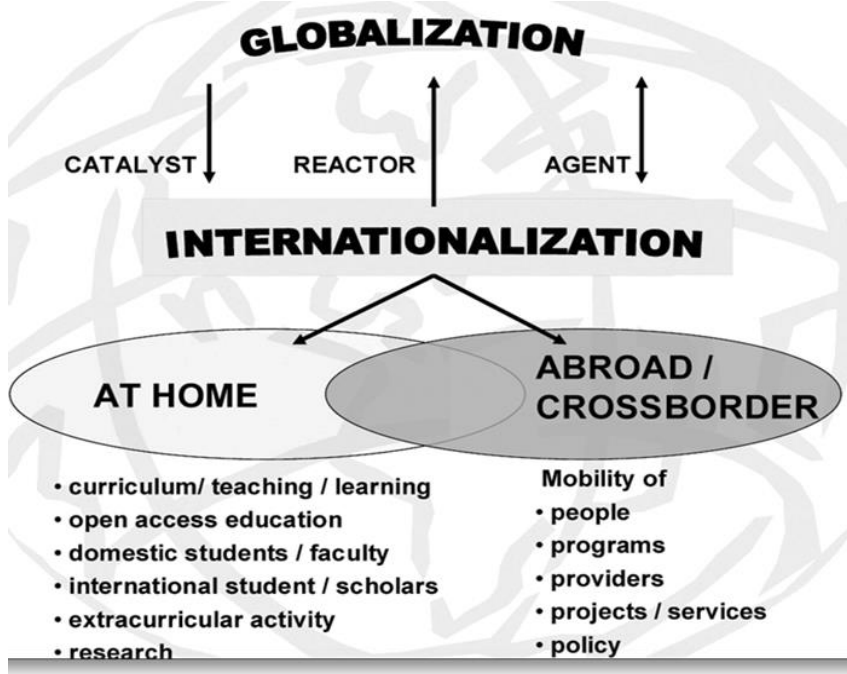 GLOBALIZATION
CATALYST REACTOR AGENT
INTERNATIONALIZATION
AT HOME
ABROAD /
CROSSBORDER
• curriculum/ teaching / learning
• open access education
• domestic students / faculty
• international student / scholars
• extracurricular activity
• research
Mobility of
• people
• programs
• providers
• projects / services
• policy